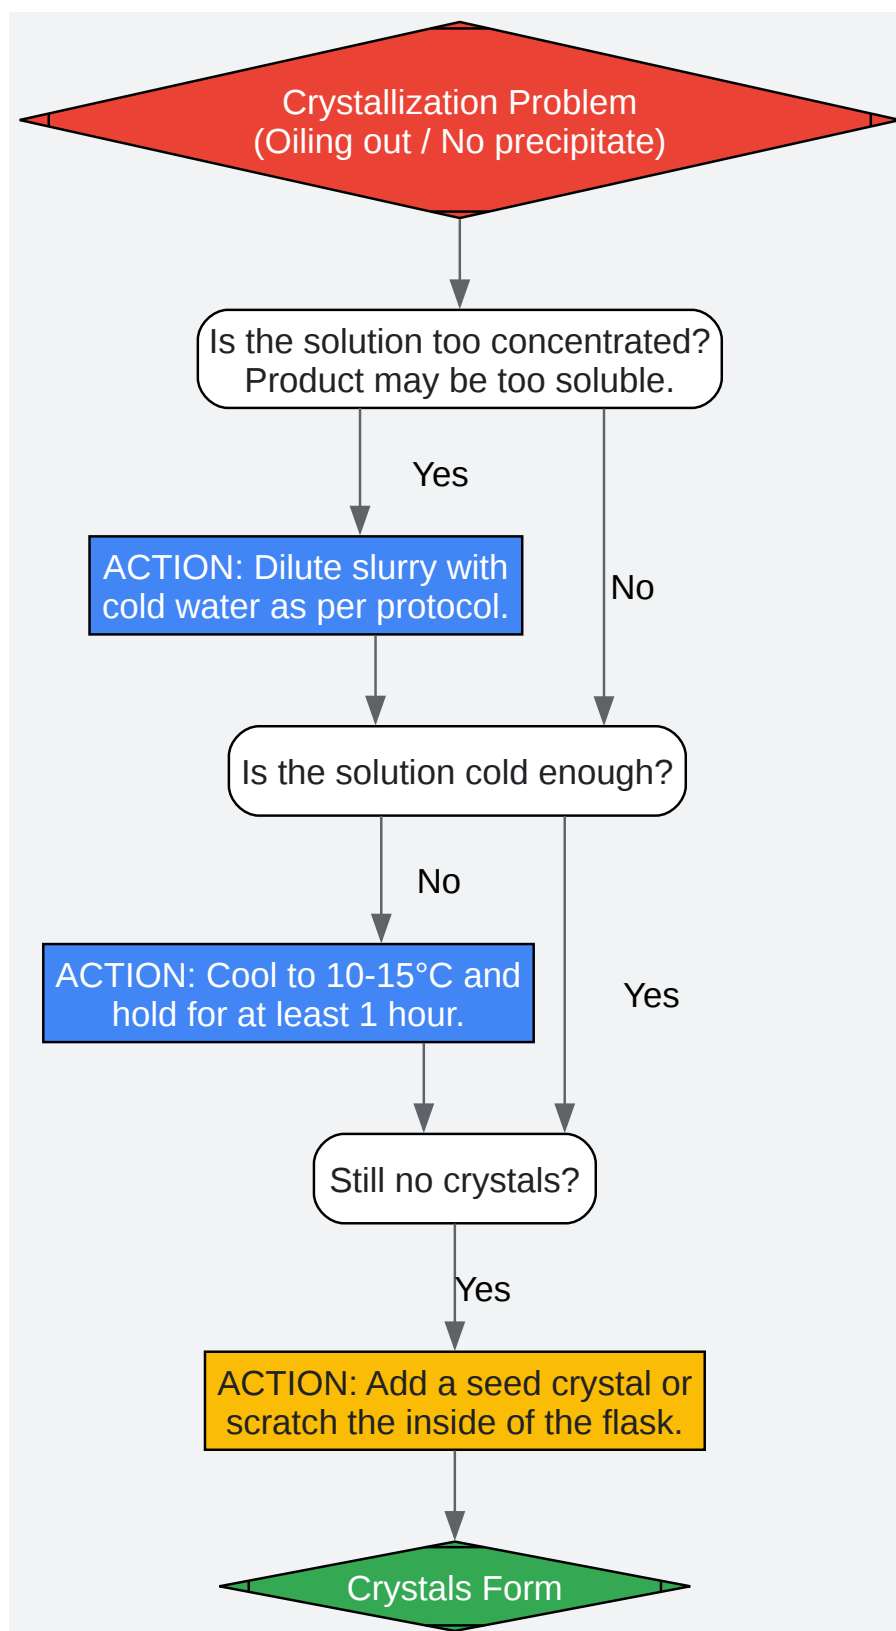 Crystallization Problem
(Oiling out / No precipitate)
Is the solution too concentrated?
Product may be too soluble.
Yes
ACTION: Dilute slurry with
cold water as per protocol.
No
Is the solution cold enough?
No
ACTION: Cool to 10-15°C and
hold for at least 1 hour.
Yes
Still no crystals?
Yes
ACTION: Add a seed crystal or
scratch the inside of the flask.
Crystals Form